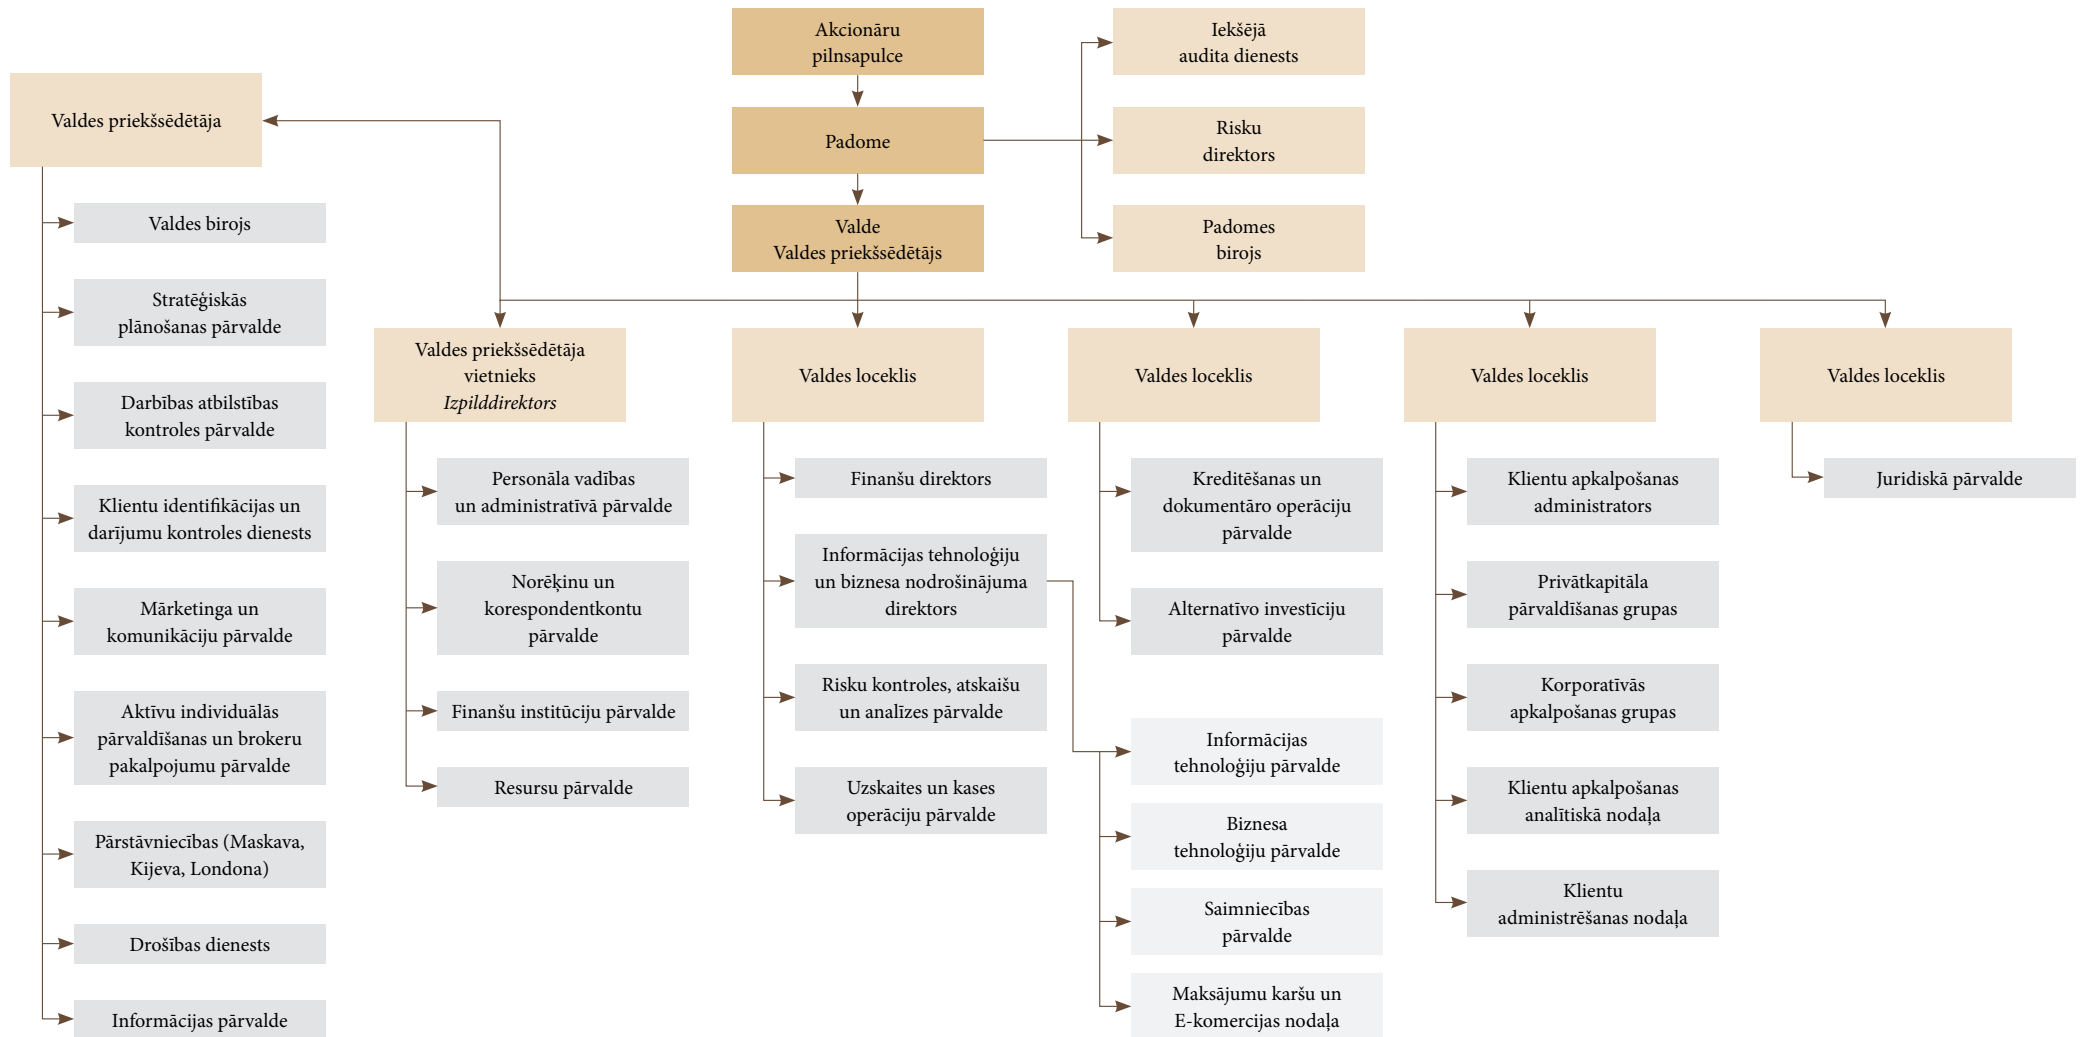 Akcionāru
pilnsapulce
Iekšējā
audita dienests
Valdes priekšsēdētāja
Padome
Risku
direktors
Valde
Valdes priekšsēdētājs
Padomes
birojs
Valdes birojs
Stratēģiskās
plānošanas pārvalde
Darbības atbilstības
kontroles pārvalde
Klientu identifikācijas un
darījumu kontroles dienests
Mārketinga un
komunikāciju pārvalde
Aktīvu individuālās
pārvaldīšanas un brokeru
pakalpojumu pārvalde
Pārstāvniecības (Maskava,
Kijeva, Londona)
Drošības dienests
Informācijas pārvalde
Valdes priekšsēdētāja
vietnieks
Izpilddirektors
Personāla vadības
un administratīvā pārvalde
Norēķinu un
korespondentkontu
pārvalde
Finanšu institūciju pārvalde
Resursu pārvalde
Valdes loceklis
Finanšu direktors
Informācijas tehnoloģiju
un biznesa nodrošinājuma
direktors
Risku kontroles, atskaišu
un analīzes pārvalde
Uzskaites un kases
operāciju pārvalde
Valdes loceklis
Kreditēšanas un
dokumentāro operāciju
pārvalde
Alternatīvo investīciju
pārvalde
Informācijas
tehnoloģiju pārvalde
Biznesa
tehnoloģiju pārvalde
Saimniecības
pārvalde
Maksājumu karšu un
E-komercijas nodaļa
Valdes loceklis
Klientu apkalpošanas
administrators
Privātkapitāla
pārvaldīšanas grupas
Korporatīvās
apkalpošanas grupas
Klientu apkalpošanas
analītiskā nodaļa
Klientu
administrēšanas nodaļa
Valdes loceklis
Juridiskā pārvalde